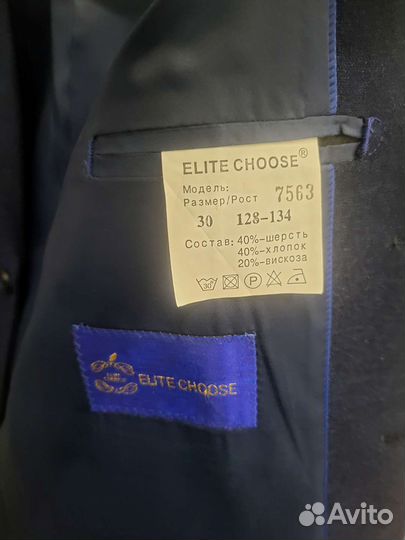 ELITE CHOOSE®
Модель: 7563
Размер/Рост
30 128-134
Состав: 40%-шерсть
40%-хлопок
20%-вискоза
30 P
ELITE CHOOSE
Avito